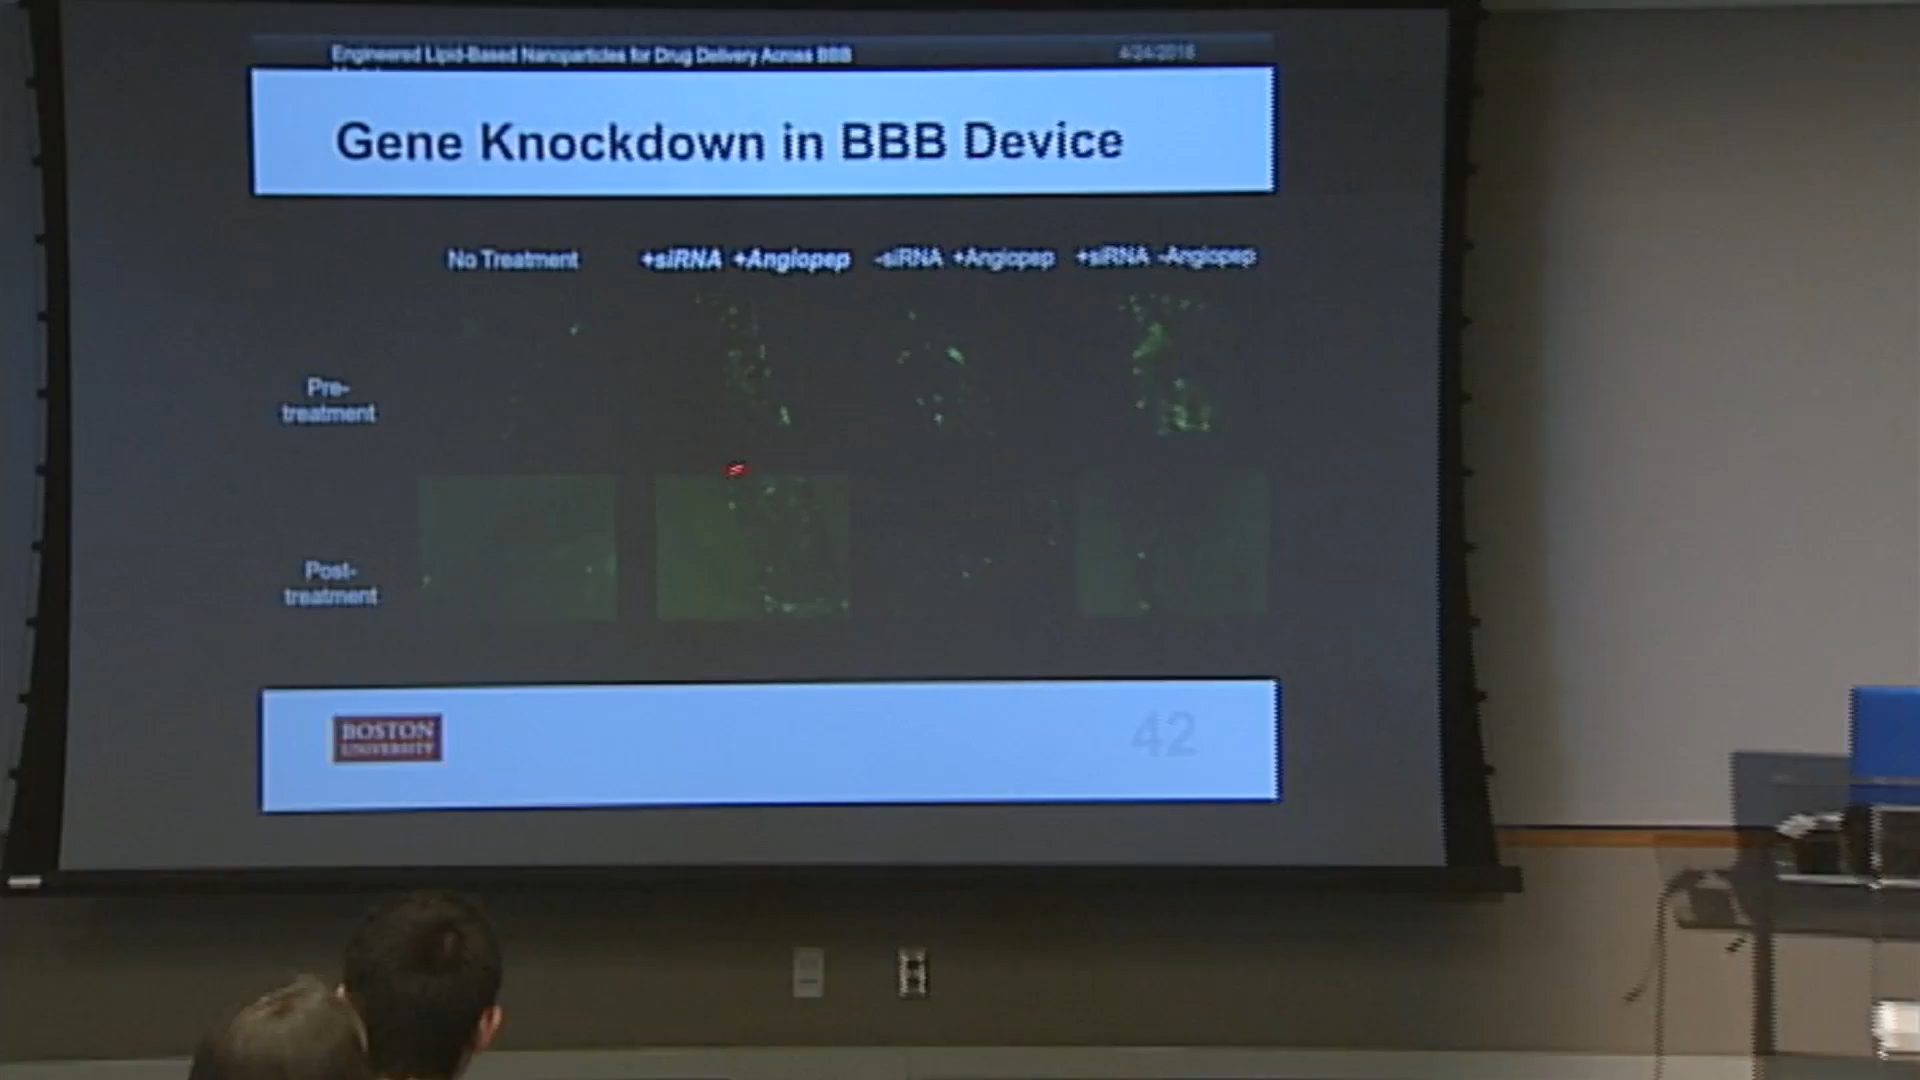 Engineered Lipid-Based Nanoparticles for Drug Delivery Across BBB
4/24/2016
Gene Knockdown in BBB Device
No Treatment
+siRNA +Angiopep
-siRNA +Angiopep
+siRNA -Angiopep
Pre-
treatment
Post-
treatment
BOSTON
UNIVERSITY
42